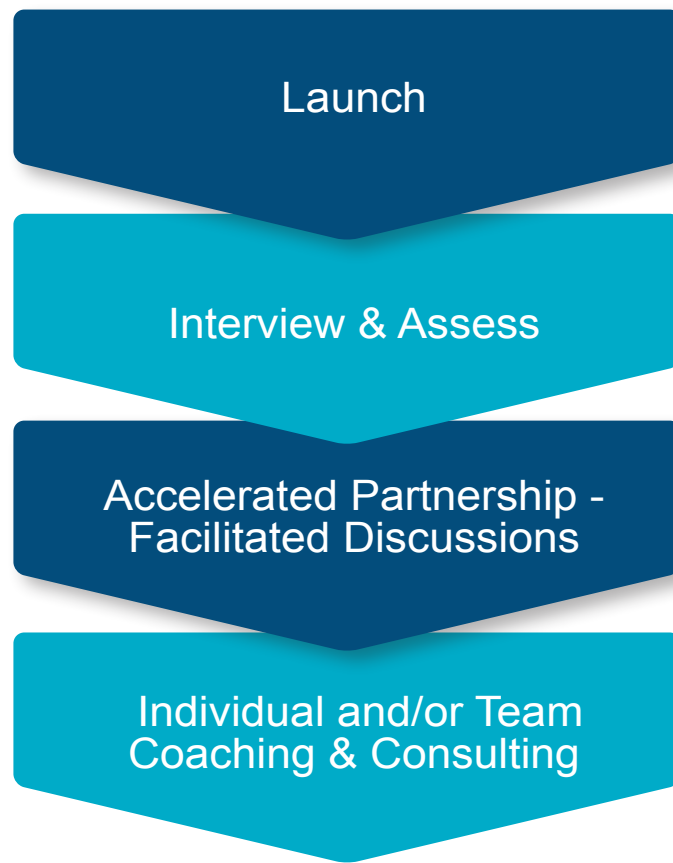 Launch
Interview & Assess
Accelerated Partnership -
Facilitated Discussions
Individual and/or Team
Coaching & Consulting